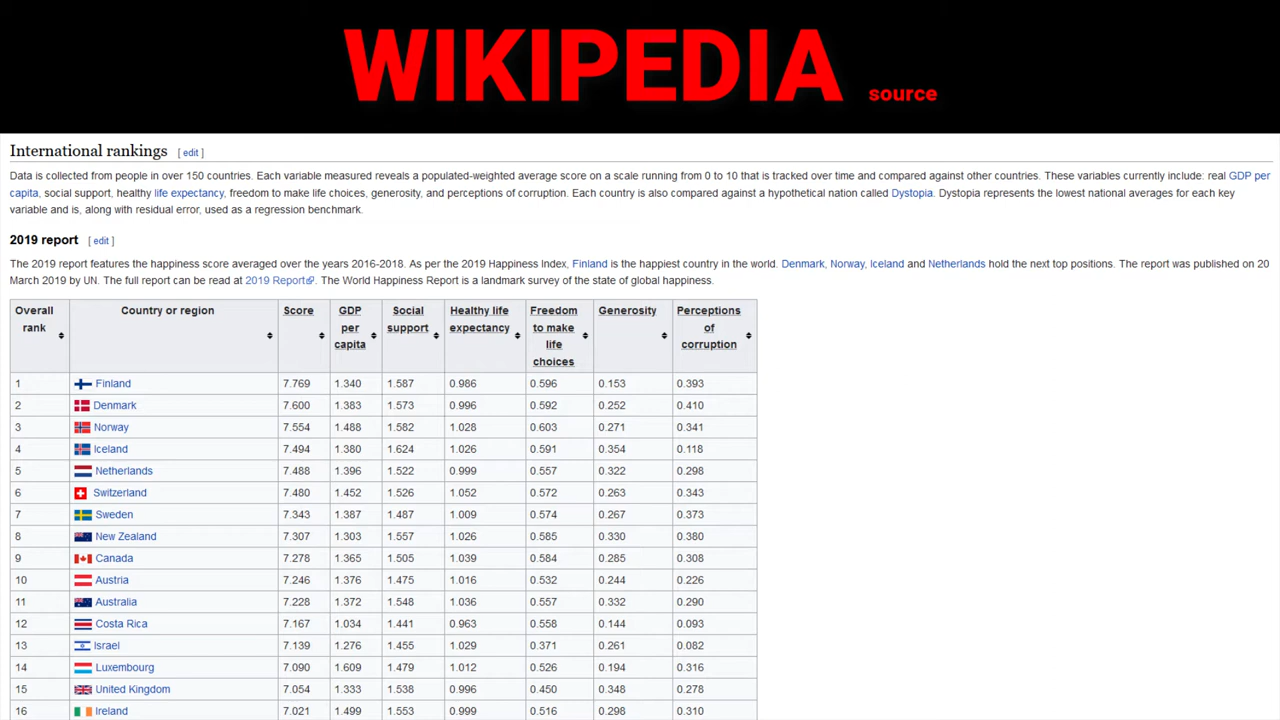 WIKIPEDIA source
International rankings [ edit ]
Data is collected from people in over 150 countries. Each variable measured reveals a populated-weighted average score on a scale running from 0 to 10 that is tracked over time and compared against other countries. These variables currently include: real GDP per
capita, social support, healthy life expectancy, freedom to make life choices, generosity, and perceptions of corruption. Each country is also compared against a hypothetical nation called Dystopia. Dystopia represents the lowest national averages for each key
variable and is, along with residual error, used as a regression benchmark.
2019 report [ edit ]
The 2019 report features the happiness score averaged over the years 2016-2018. As per the 2019 Happiness Index, Finland is the happiest country in the world. Denmark, Norway, Iceland and Netherlands hold the next top positions. The report was published on 20
March 2019 by UN. The full report can be read at 2019 Report. The World Happiness Report is a landmark survey of the state of global happiness.
Overall rank Country or region Score GDP per capita Social support Healthy life expectancy Freedom to make life choices Generosity Perceptions of corruption
1 Finland 7.769 1.340 1.587 0.986 0.596 0.153 0.393
2 Denmark 7.600 1.383 1.573 0.996 0.592 0.252 0.410
3 Norway 7.554 1.488 1.582 1.028 0.603 0.271 0.341
4 Iceland 7.494 1.380 1.624 1.026 0.591 0.354 0.118
5 Netherlands 7.488 1.396 1.522 0.999 0.557 0.322 0.298
6 Switzerland 7.480 1.452 1.526 1.052 0.572 0.263 0.343
7 Sweden 7.343 1.387 1.487 1.009 0.574 0.267 0.373
8 New Zealand 7.307 1.303 1.557 1.026 0.585 0.330 0.380
9 Canada 7.278 1.365 1.505 1.039 0.584 0.285 0.308
10 Austria 7.246 1.376 1.475 1.016 0.532 0.244 0.226
11 Australia 7.228 1.372 1.548 1.036 0.557 0.332 0.290
12 Costa Rica 7.167 1.034 1.441 0.963 0.558 0.144 0.093
13 Israel 7.139 1.276 1.455 1.029 0.371 0.261 0.082
14 Luxembourg 7.090 1.609 1.479 1.012 0.526 0.194 0.316
15 United Kingdom 7.054 1.333 1.538 0.996 0.450 0.348 0.278
16 Ireland 7.021 1.499 1.553 0.999 0.516 0.298 0.310